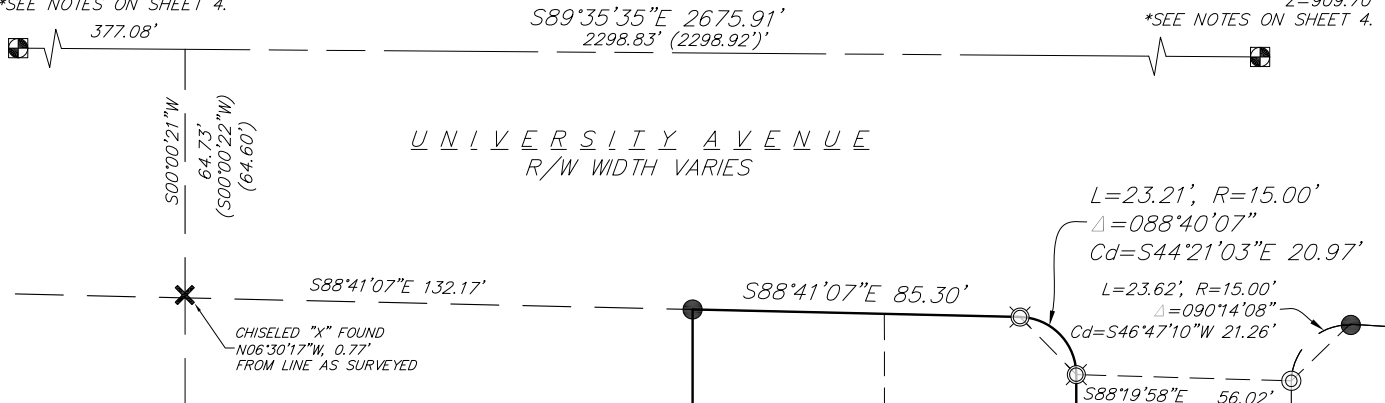 *SEE NOTES ON SHEET 4.
377.08'
S89°35'35"E 2675.91'
2298.83' (2298.92')'
Z=909.70
*SEE NOTES ON SHEET 4.
S00°00'21"W
64.73'
(S00°00'22"W)
(64.60')
UNIVERSITY AVENUE
R/W WIDTH VARIES
L=23.21', R=15.00'
△=088°40'07"
Cd=S44°21'03"E 20.97'
S88°41'07"E 132.17'
S88°41'07"E 85.30'
L=23.62', R=15.00'
△=090°14'08"
Cd=S46°47'10"W 21.26'
CHISELED "X" FOUND
N06°30'17"W, 0.77'
FROM LINE AS SURVEYED
S88°19'58"E 56.02'